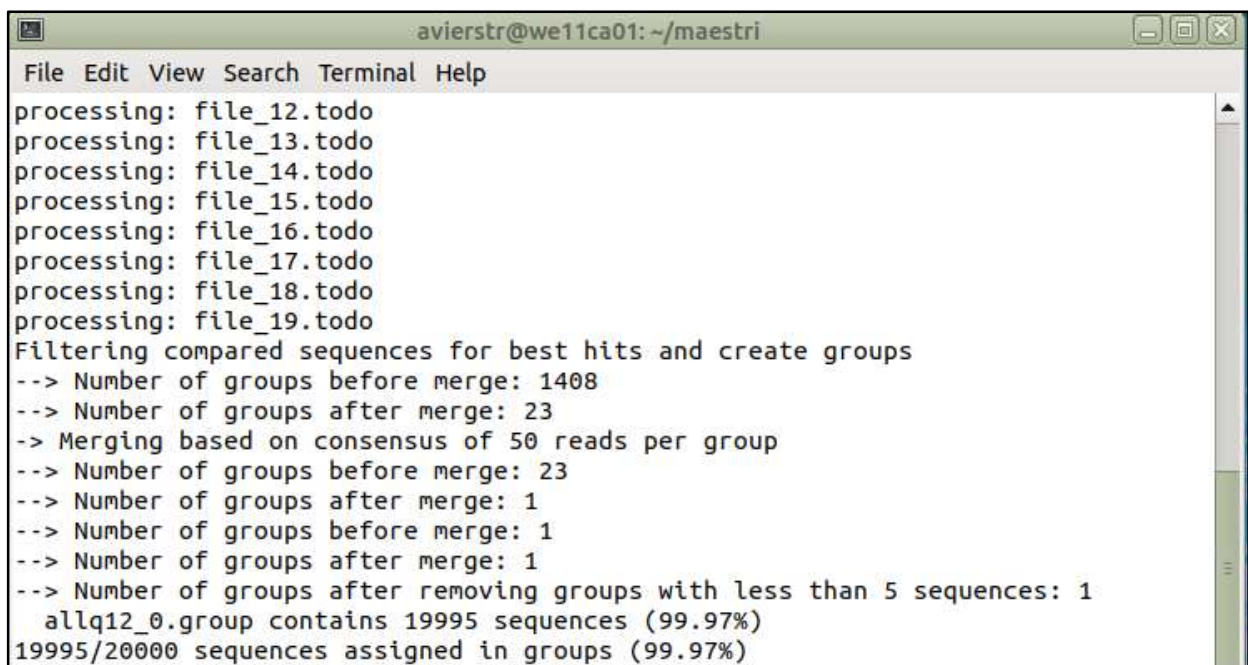 avierstr@we11ca01: ~/maestri
File Edit View Search Terminal Help
processing: file_12.todo
processing: file_13.todo
processing: file_14.todo
processing: file_15.todo
processing: file_16.todo
processing: file_17.todo
processing: file_18.todo
processing: file_19.todo
Filtering compared sequences for best hits and create groups
--> Number of groups before merge: 1408
--> Number of groups after merge: 23
-> Merging based on consensus of 50 reads per group
--> Number of groups before merge: 23
--> Number of groups after merge: 1
--> Number of groups before merge: 1
--> Number of groups after merge: 1
--> Number of groups after removing groups with less than 5 sequences: 1
  allq12_0.group contains 19995 sequences (99.97%)
19995/20000 sequences assigned in groups (99.97%)